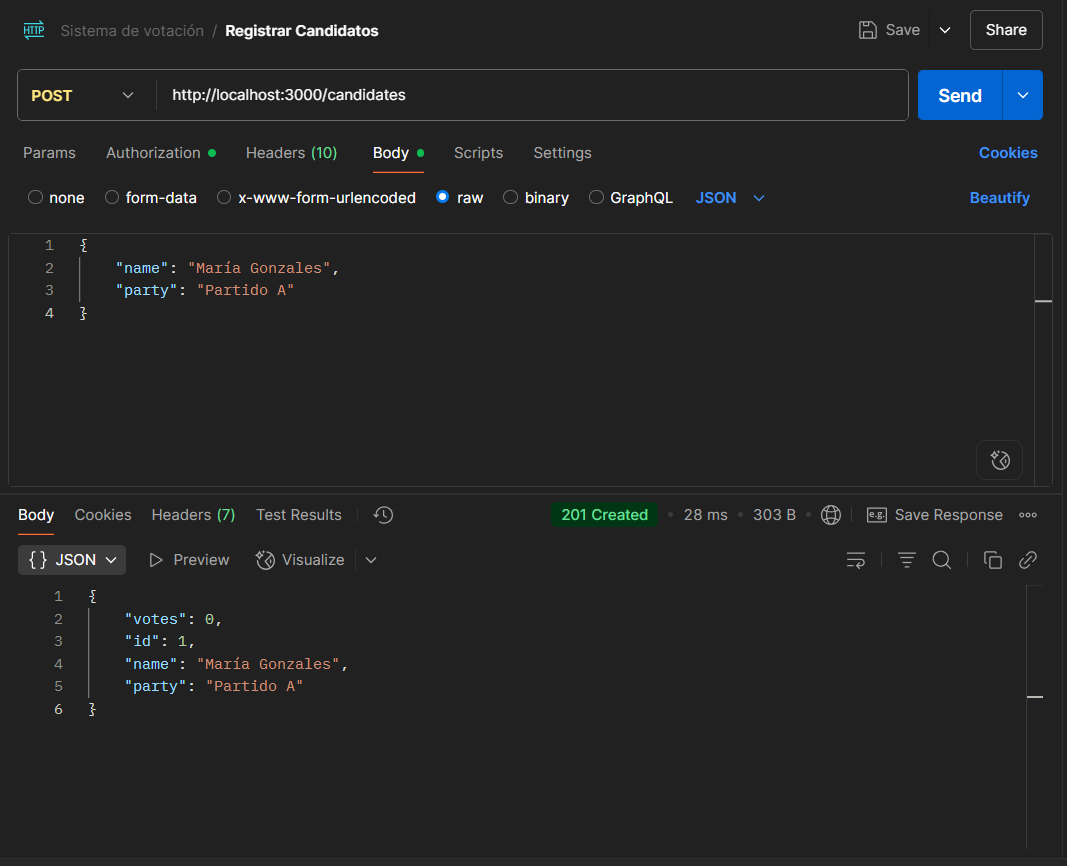 HTTP Sistema de votación / Registrar Candidatos Save Share
POST http://localhost:3000/candidates Send
Params Authorization Headers (10) Body Scripts Settings Cookies
none form-data x-www-form-urlencoded raw binary GraphQL JSON Beautify
1 {
2 "name": "María Gonzales",
3 "party": "Partido A"
4 }
Body Cookies Headers (7) Test Results 201 Created • 28 ms • 303 B • e.g. Save Response
{} JSON Preview Visualize
1 {
2 "votes": 0,
3 "id": 1,
4 "name": "María Gonzales",
5 "party": "Partido A"
6 }